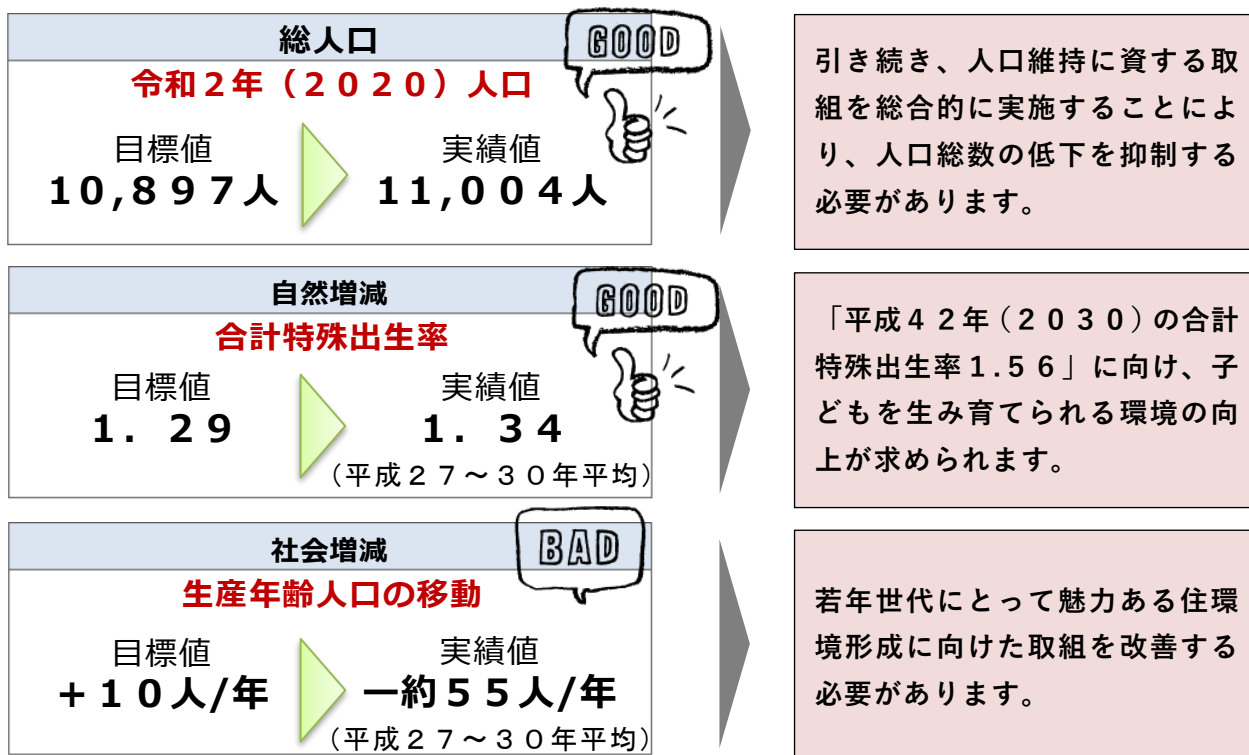 総人口
GOOD
令和２年（２０２０）人口
目標値
１０,８９７人
実績値
１１,００４人
引き続き、人口維持に資する取
組を総合的に実施することによ
り、人口総数の低下を抑制する
必要があります。
自然増減
GOOD
合計特殊出生率
目標値
１．２９
実績値
１．３４
（平成２７～３０年平均）
「平成４２年（２０３０）の合計
特殊出生率１.５６」に向け、子
どもを生み育てられる環境の向
上が求められます。
社会増減
BAD
生産年齢人口の移動
目標値
＋１０人/年
実績値
―約５５人/年
（平成２７～３０年平均）
若年世代にとって魅力ある住環
境形成に向けた取組を改善する
必要があります。